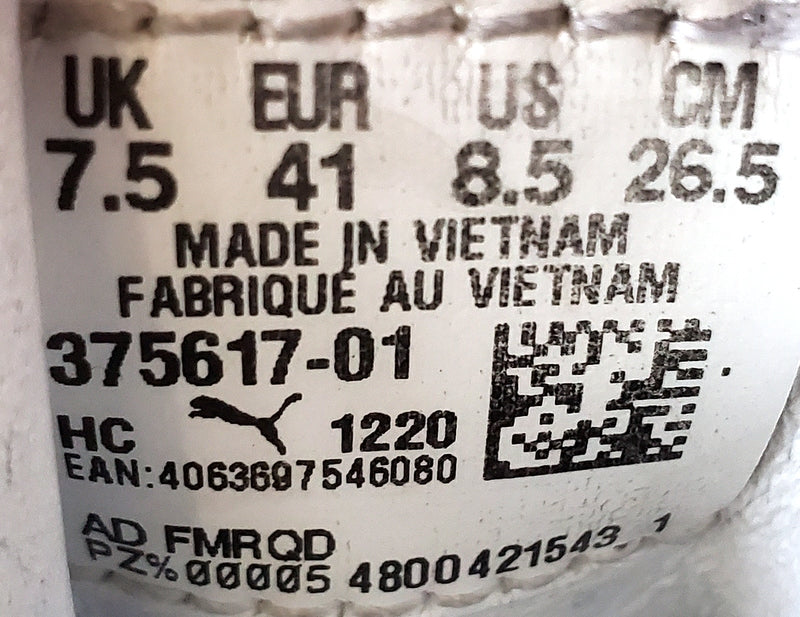 UK EUR US CM
7.5 41 8.5 26.5
MADE IN VIETNAM
FABRIQUÉ AU VIETNAM
375617-01
HC 1220
EAN:4063697546080
AD FMRQD
PZ%00005 4800421543 1